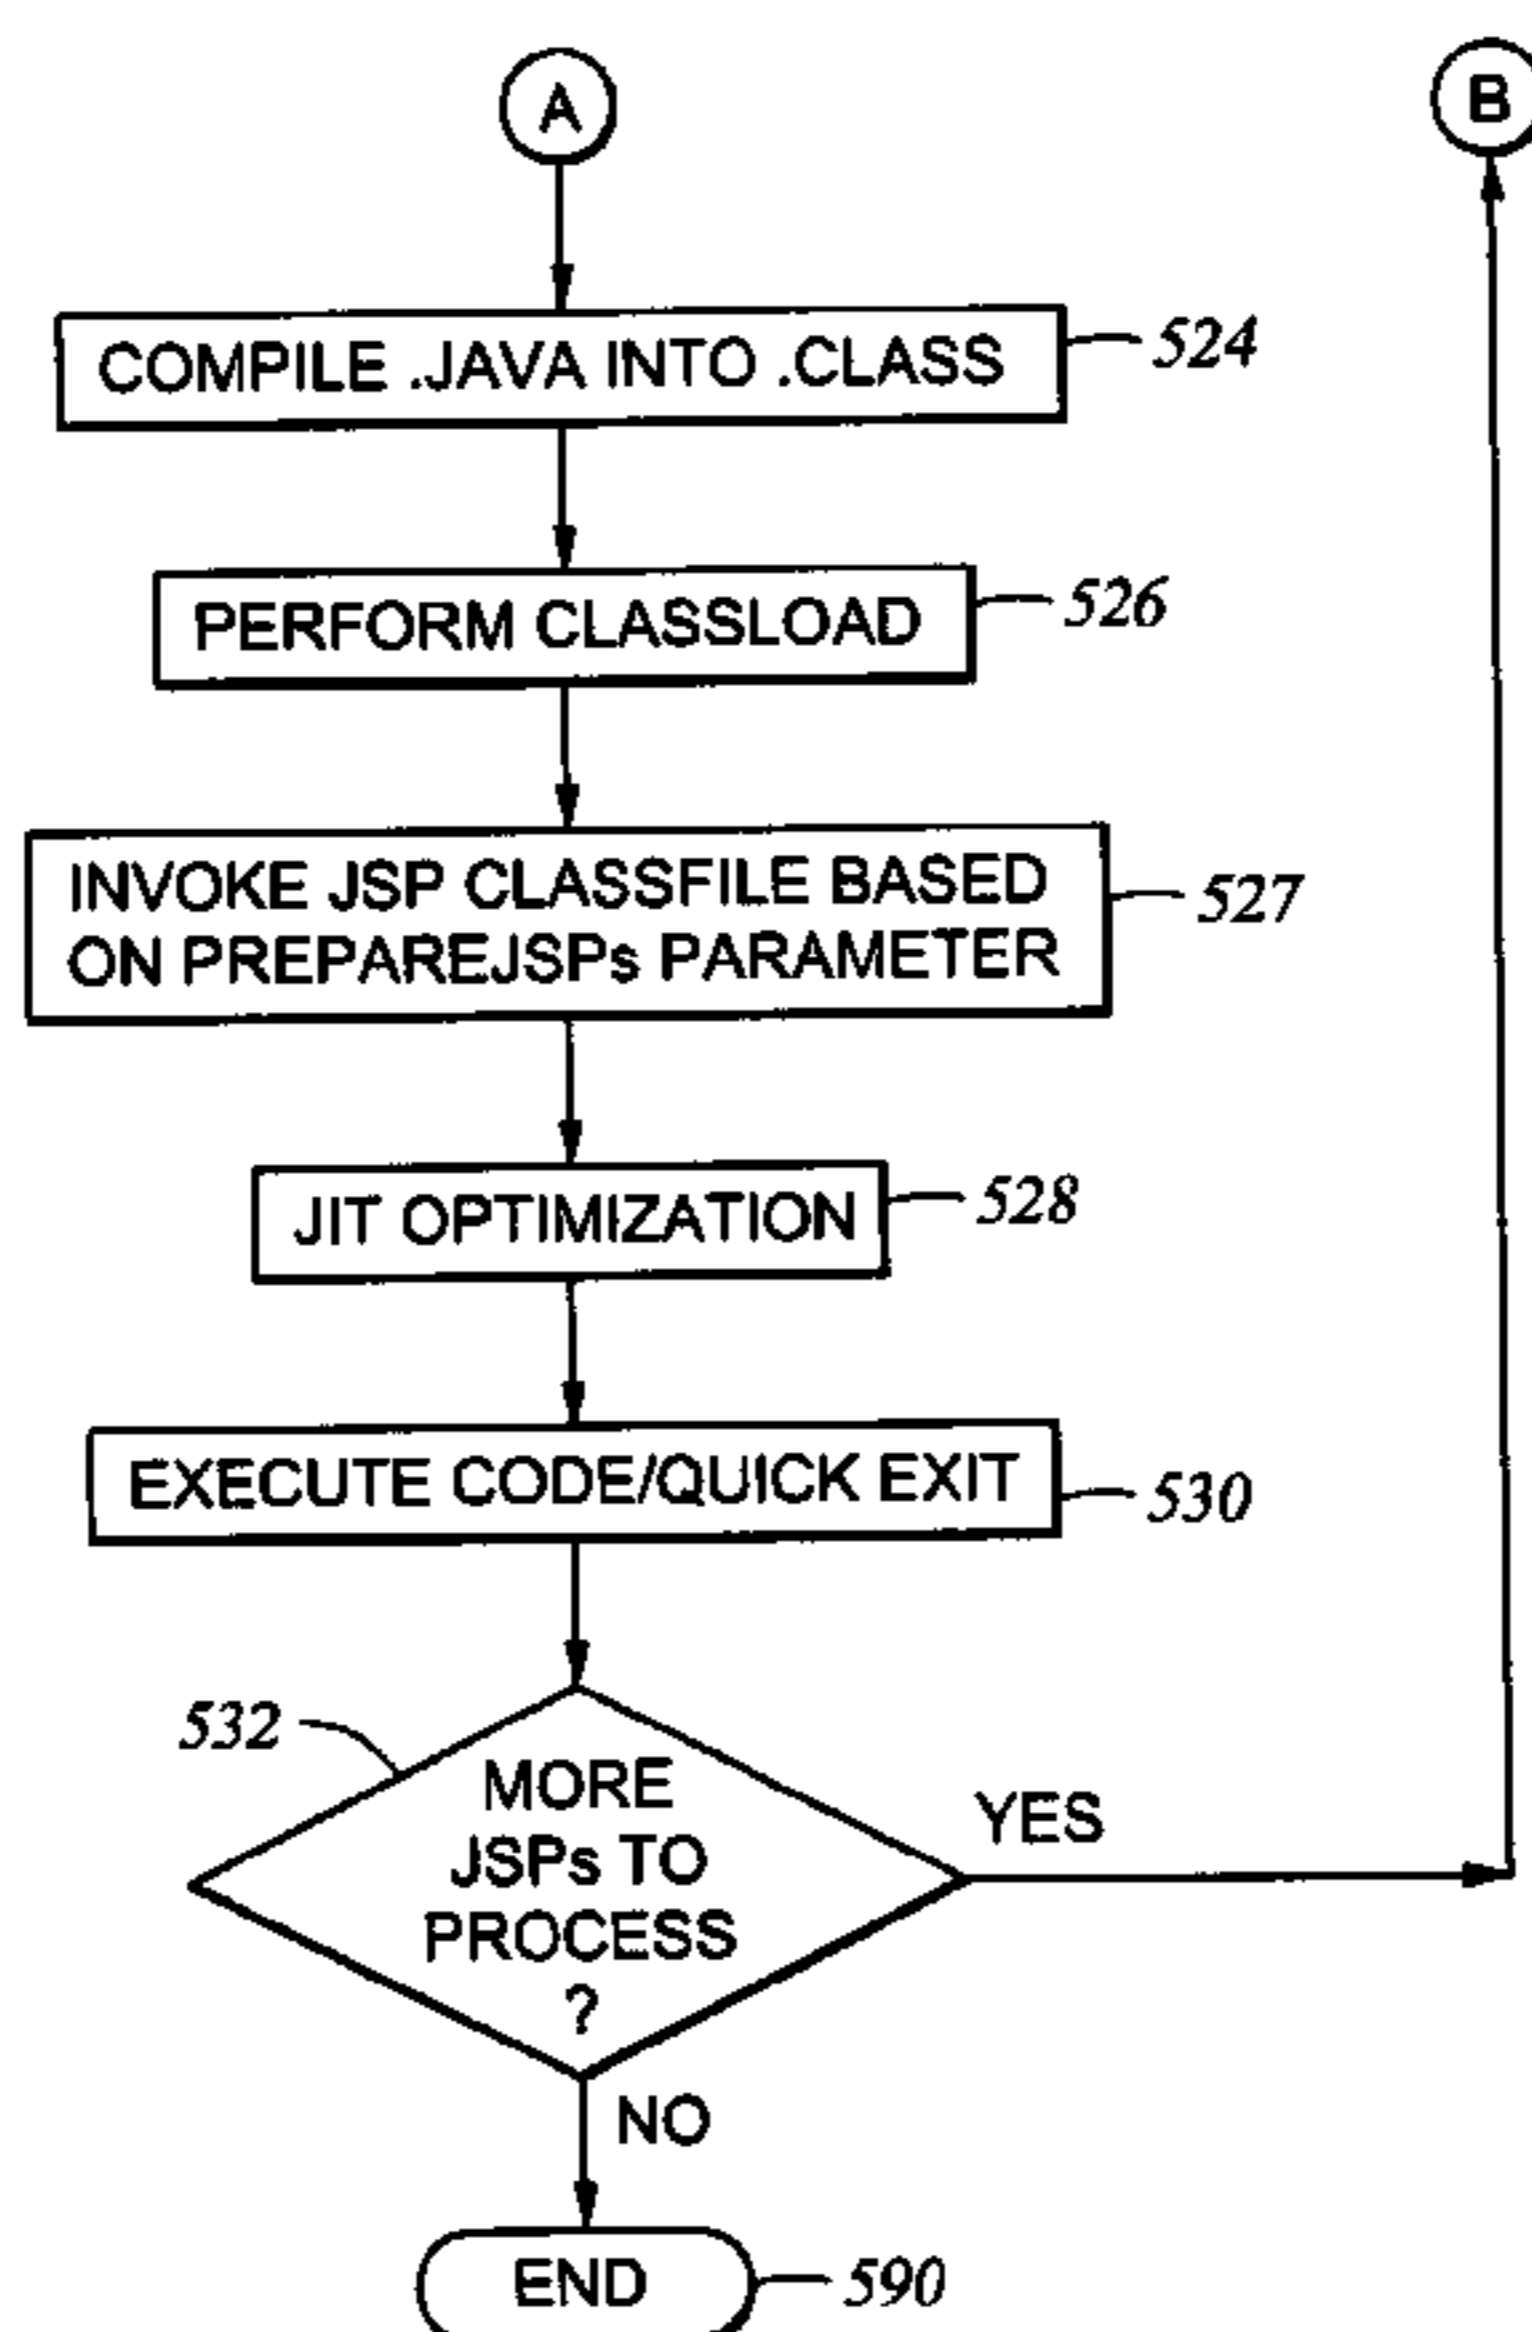 A
B
COMPILE .JAVA INTO .CLASS
524
PERFORM CLASSLOAD
526
INVOKE JSP CLASSFILE BASED
ON PREPAREJSPs PARAMETER
527
JIT OPTIMIZATION
528
EXECUTE CODE/QUICK EXIT
530
532
MORE
JSPs TO
PROCESS
?
YES
NO
END
590